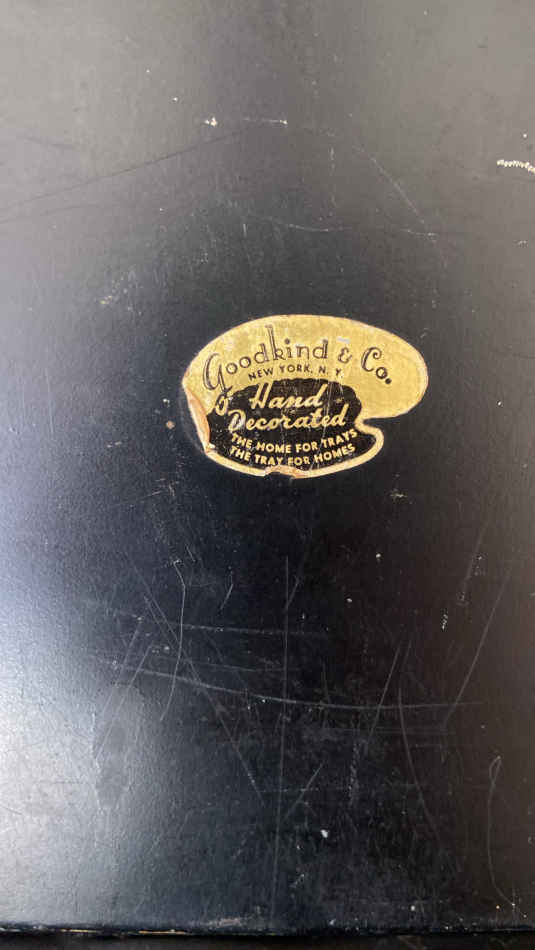 Goodkind & Co.
NEW YORK, N. Y.
Hand
Decorated
THE HOME FOR TRAYS
THE TRAY FOR HOMES